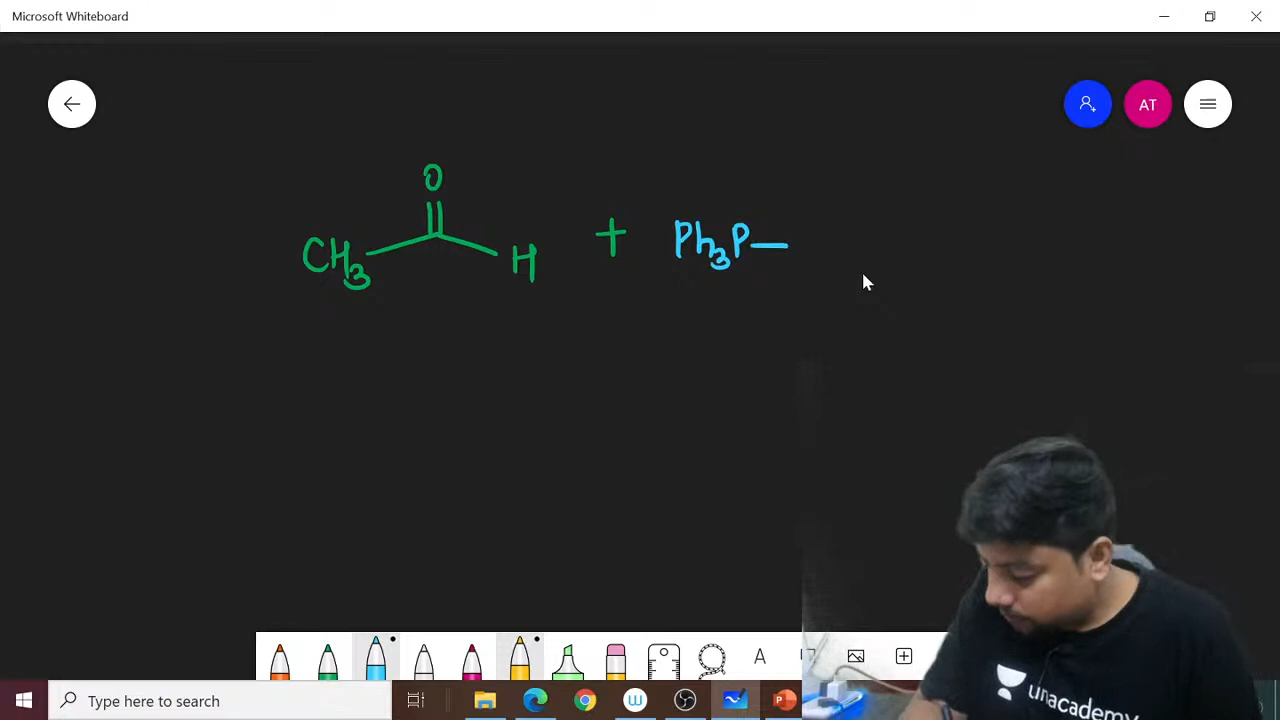 Microsoft Whiteboard
AT
O
CH3 H + Ph3P—
A
W
P
Type here to search
unacademy